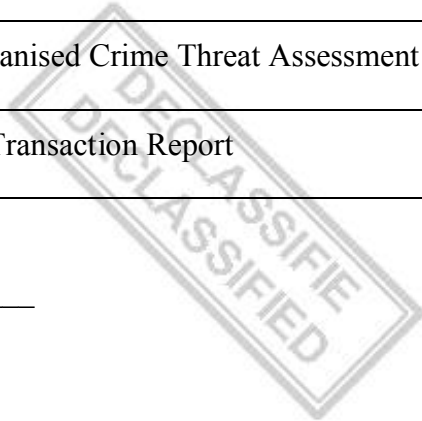 anised Crime Threat Assessment
Transaction Report
DECLASSIFIE
DECLASSIFIED